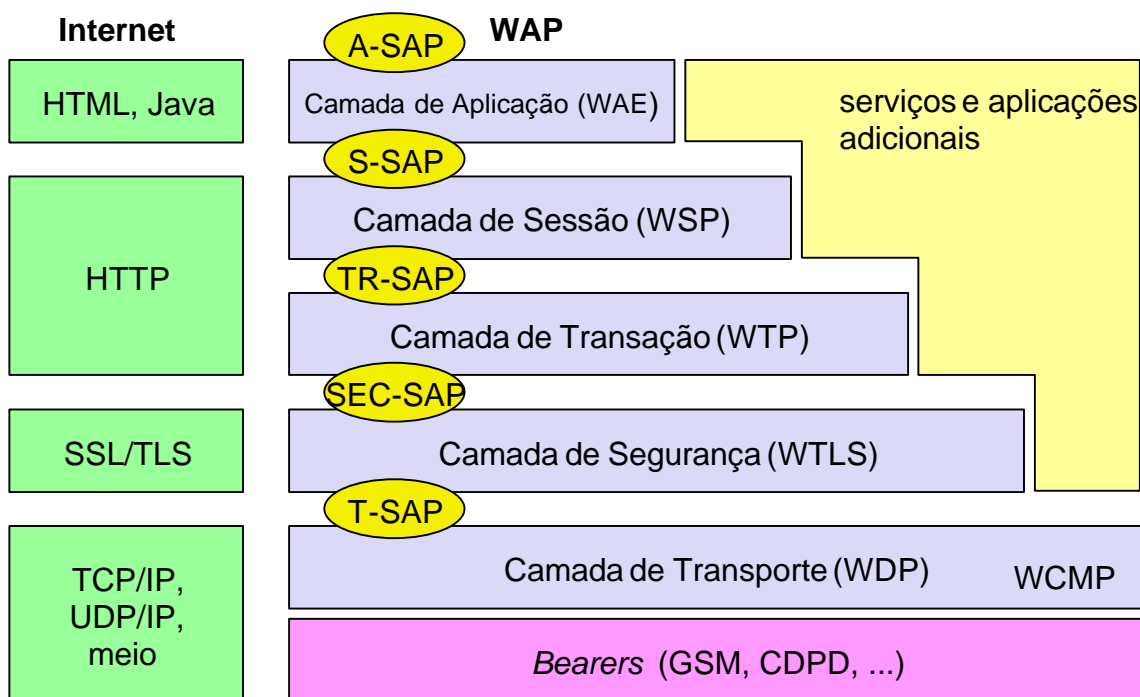 Internet
WAP
A-SAP
HTML, Java
Camada de Aplicação (WAE)
serviços e aplicações
adicionais
S-SAP
Camada de Sessão (WSP)
HTTP
TR-SAP
Camada de Transação (WTP)
SEC-SAP
SSL/TLS
Camada de Segurança (WTLS)
T-SAP
TCP/IP,
UDP/IP,
meio
Camada de Transporte (WDP)
WCMP
Bearers (GSM, CDPD, ...)